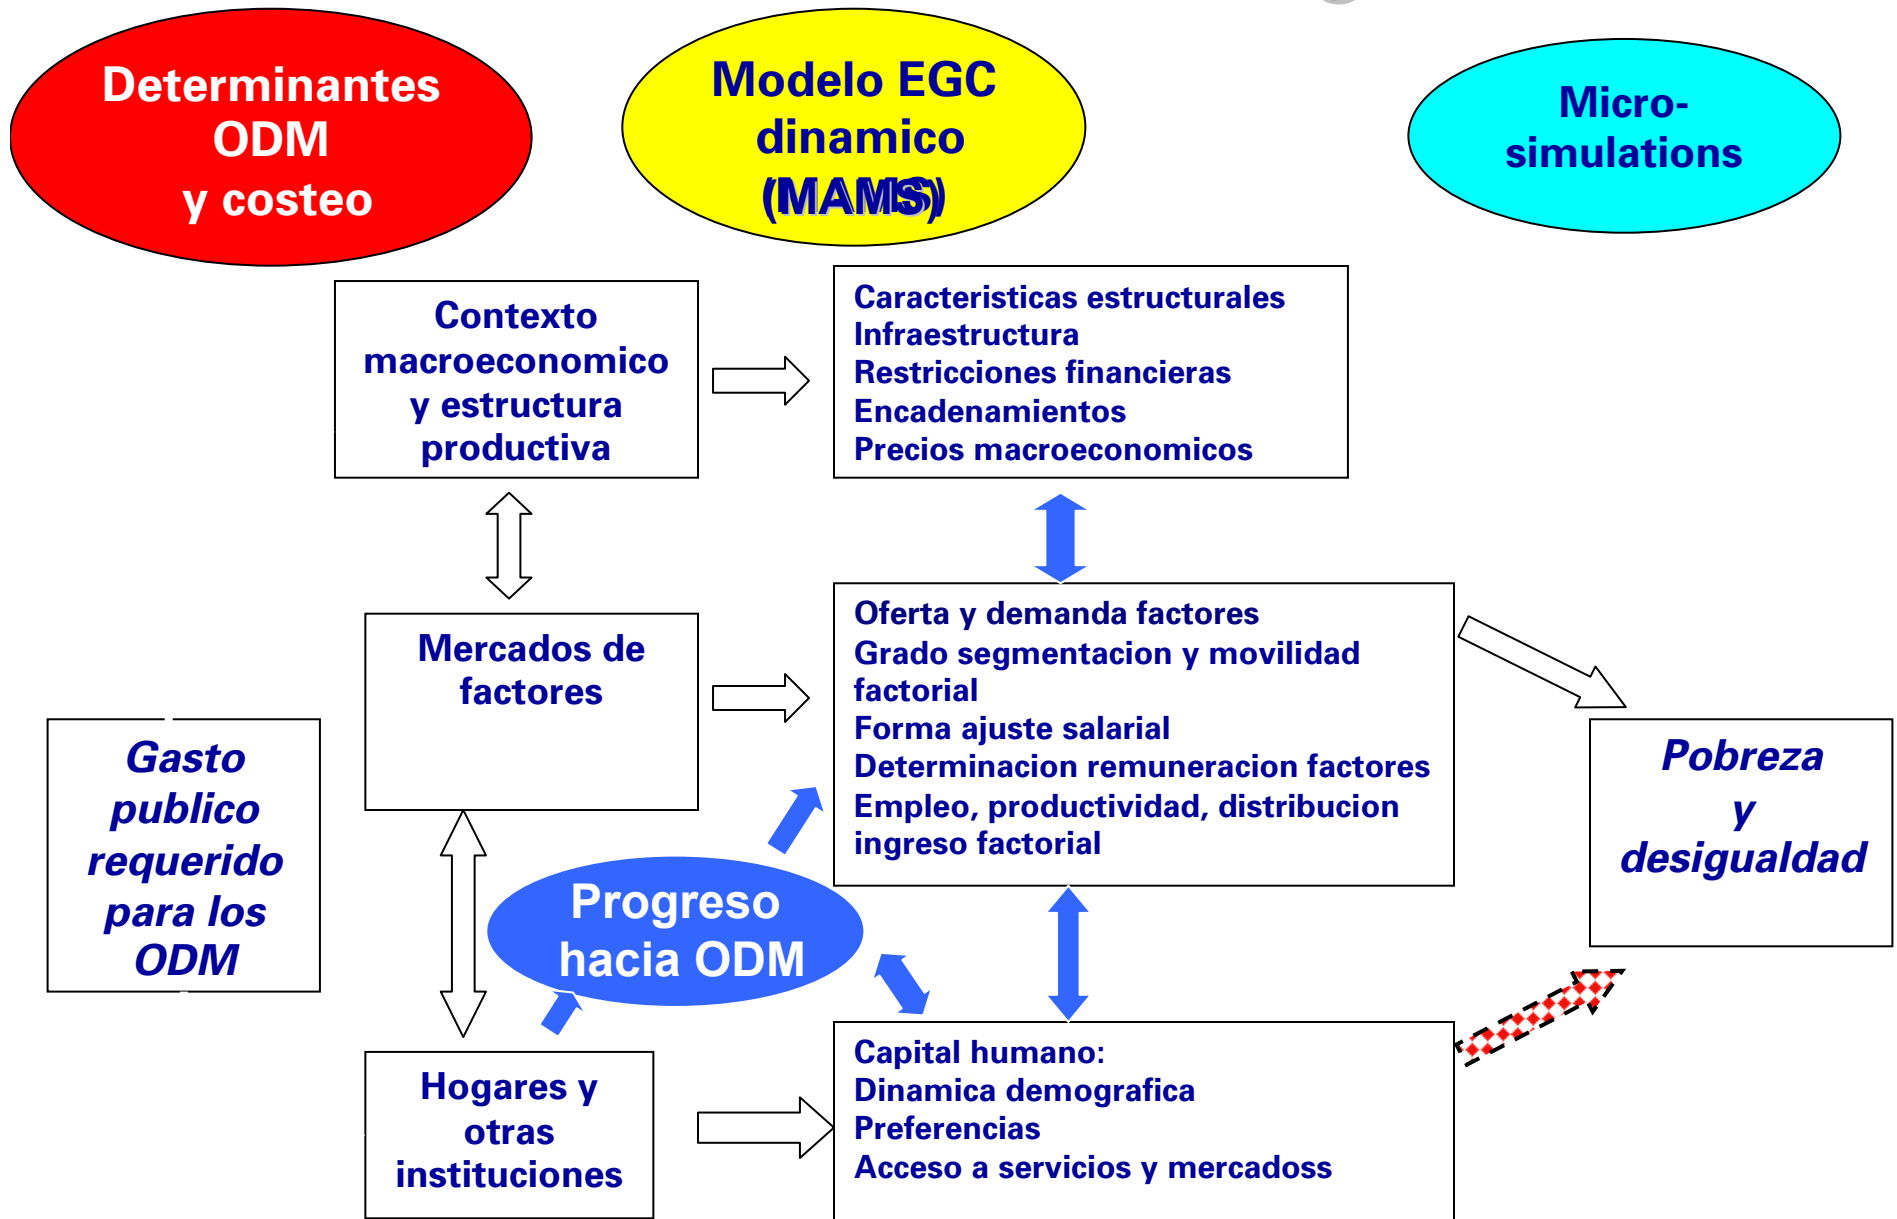 Determinantes
ODM
y costeo
Modelo EGC
dinamico
(MAMS)
Micro-
simulations
Contexto
macroeconomico
y estructura
productiva
Caracteristicas estructurales
Infraestructura
Restricciones financieras
Encadenamientos
Precios macroeconomicos
Mercados de
factores
Oferta y demanda factores
Grado segmentacion y movilidad
factorial
Forma ajuste salarial
Determinacion remuneracion factores
Empleo, productividad, distribucion
ingreso factorial
Gasto
publico
requerido
para los
ODM
Pobreza
y
desigualdad
Progreso
hacia ODM
Hogares y
otras
instituciones
Capital humano:
Dinamica demografica
Preferencias
Acceso a servicios y mercadoss